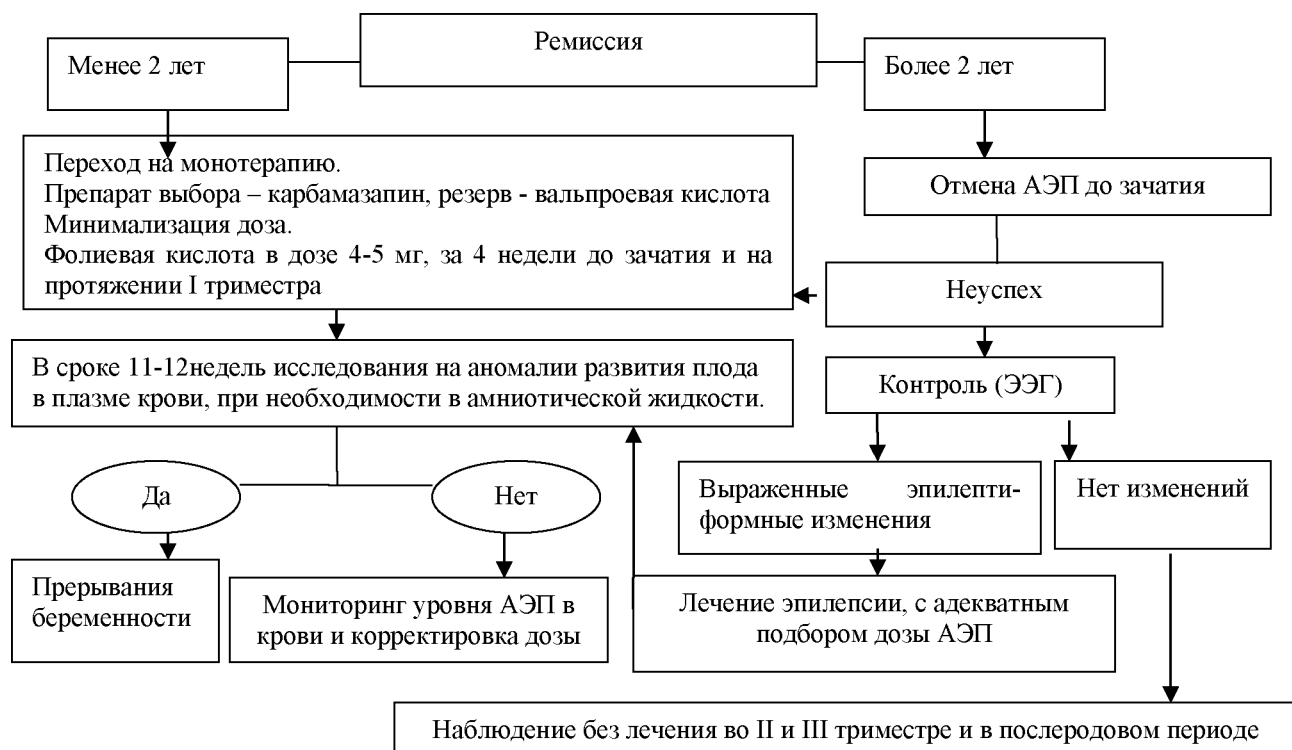 Ремиссия
Менее 2 лет
Более 2 лет
Переход на монотерапию.
Препарат выбора – карбамазапин, резерв - вальпроевая кислота
Минимализация доза.
Фолиевая кислота в дозе 4-5 мг, за 4 недели до зачатия и на
протяжении I триместра
Отмена АЭП до зачатия
Неуспех
В сроке 11-12недель исследования на аномалии развития плода
в плазме крови, при необходимости в амниотической жидкости.
Контроль (ЭЭГ)
Да
Нет
Выраженные эпилепти-
формные изменения
Нет изменений
Прерывания
беременности
Мониторинг уровня АЭП в
крови и корректировка дозы
Лечение эпилепсии, с адекватным
подбором дозы АЭП
Наблюдение без лечения во II и III триместре и в послеродовом периоде